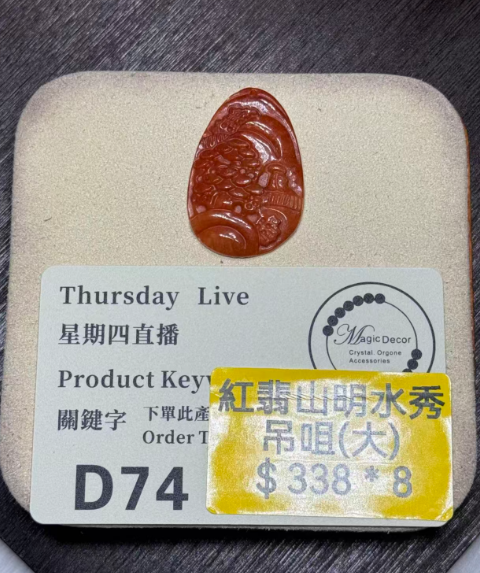 Thursday Live
星期四直播
Magic Decor
Crystal. Orgone
Accessories
Product Key
關鍵字
下單此產
Order T
D74
紅翡山明水秀
吊咀(大)
$338*8